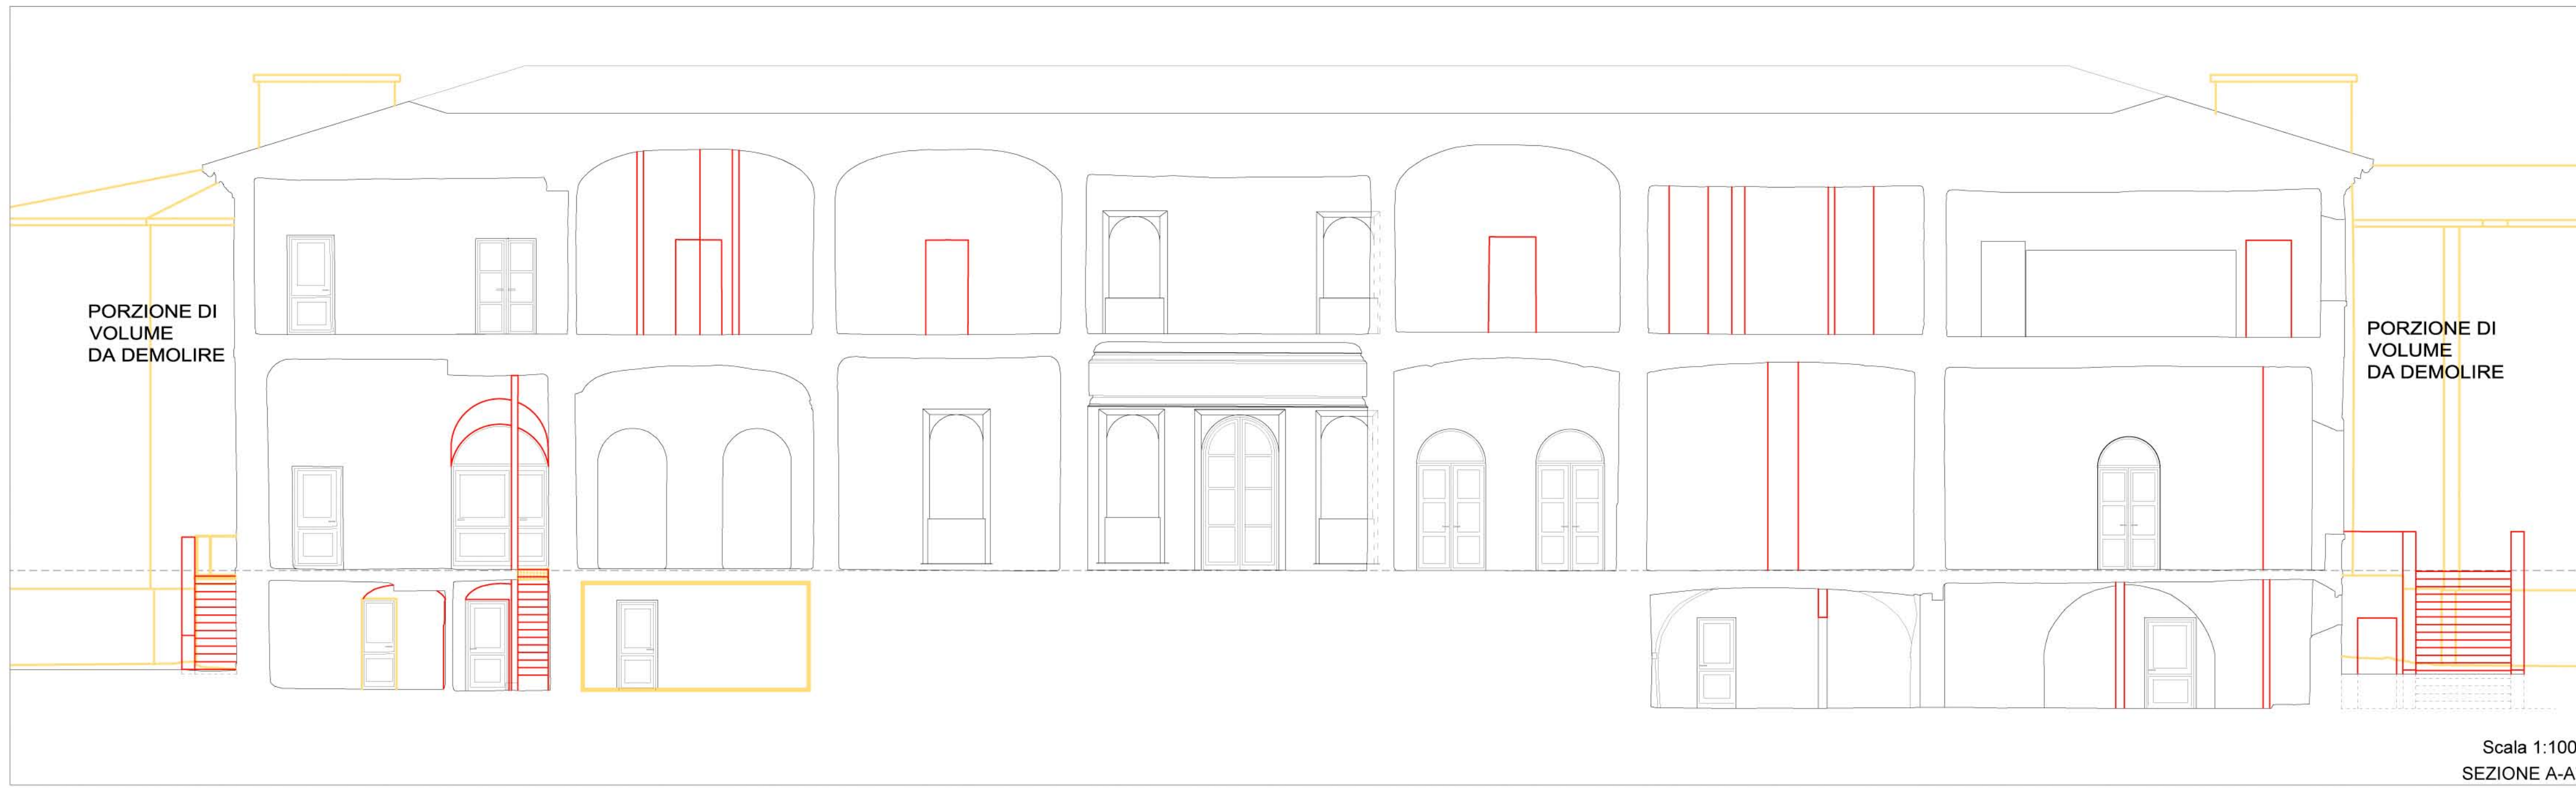 PORZIONE DI
VOLUME
DA DEMOLIRE
PORZIONE DI
VOLUME
DA DEMOLIRE
Scala 1:100
SEZIONE A-A